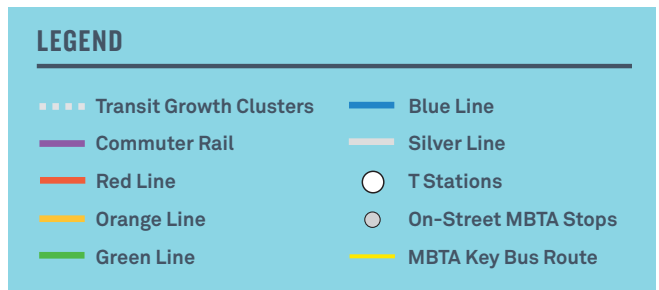 LEGEND
Transit Growth Clusters
Commuter Rail
Red Line
Orange Line
Green Line
Blue Line
Silver Line
T Stations
On-Street MBTA Stops
MBTA Key Bus Route